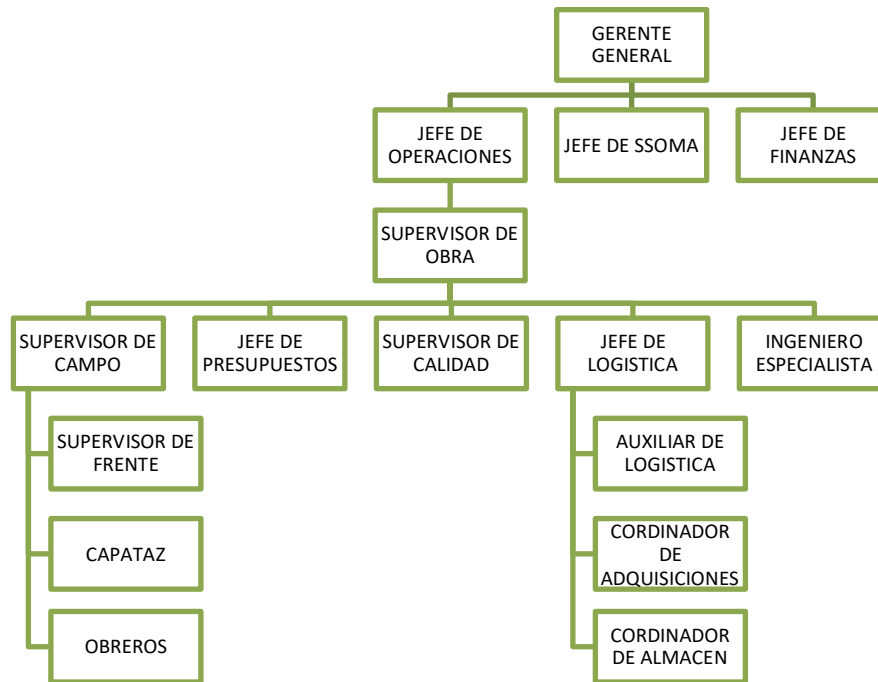 GERENTE
GENERAL
JEFE DE
OPERACIONES
JEFE DE SSOMA
JEFE DE
FINANZAS
SUPERVISOR DE
OBRA
SUPERVISOR DE
CAMPO
JEFE DE
PRESUPUESTOS
SUPERVISOR DE
CALIDAD
JEFE DE
LOGISTICA
INGENIERO
ESPECIALISTA
SUPERVISOR DE
FRENTE
AUXILIAR DE
LOGISTICA
CAPATAZ
CORDINADOR
DE
ADQUISICIONES
OBREROS
CORDINADOR
DE ALMACEN